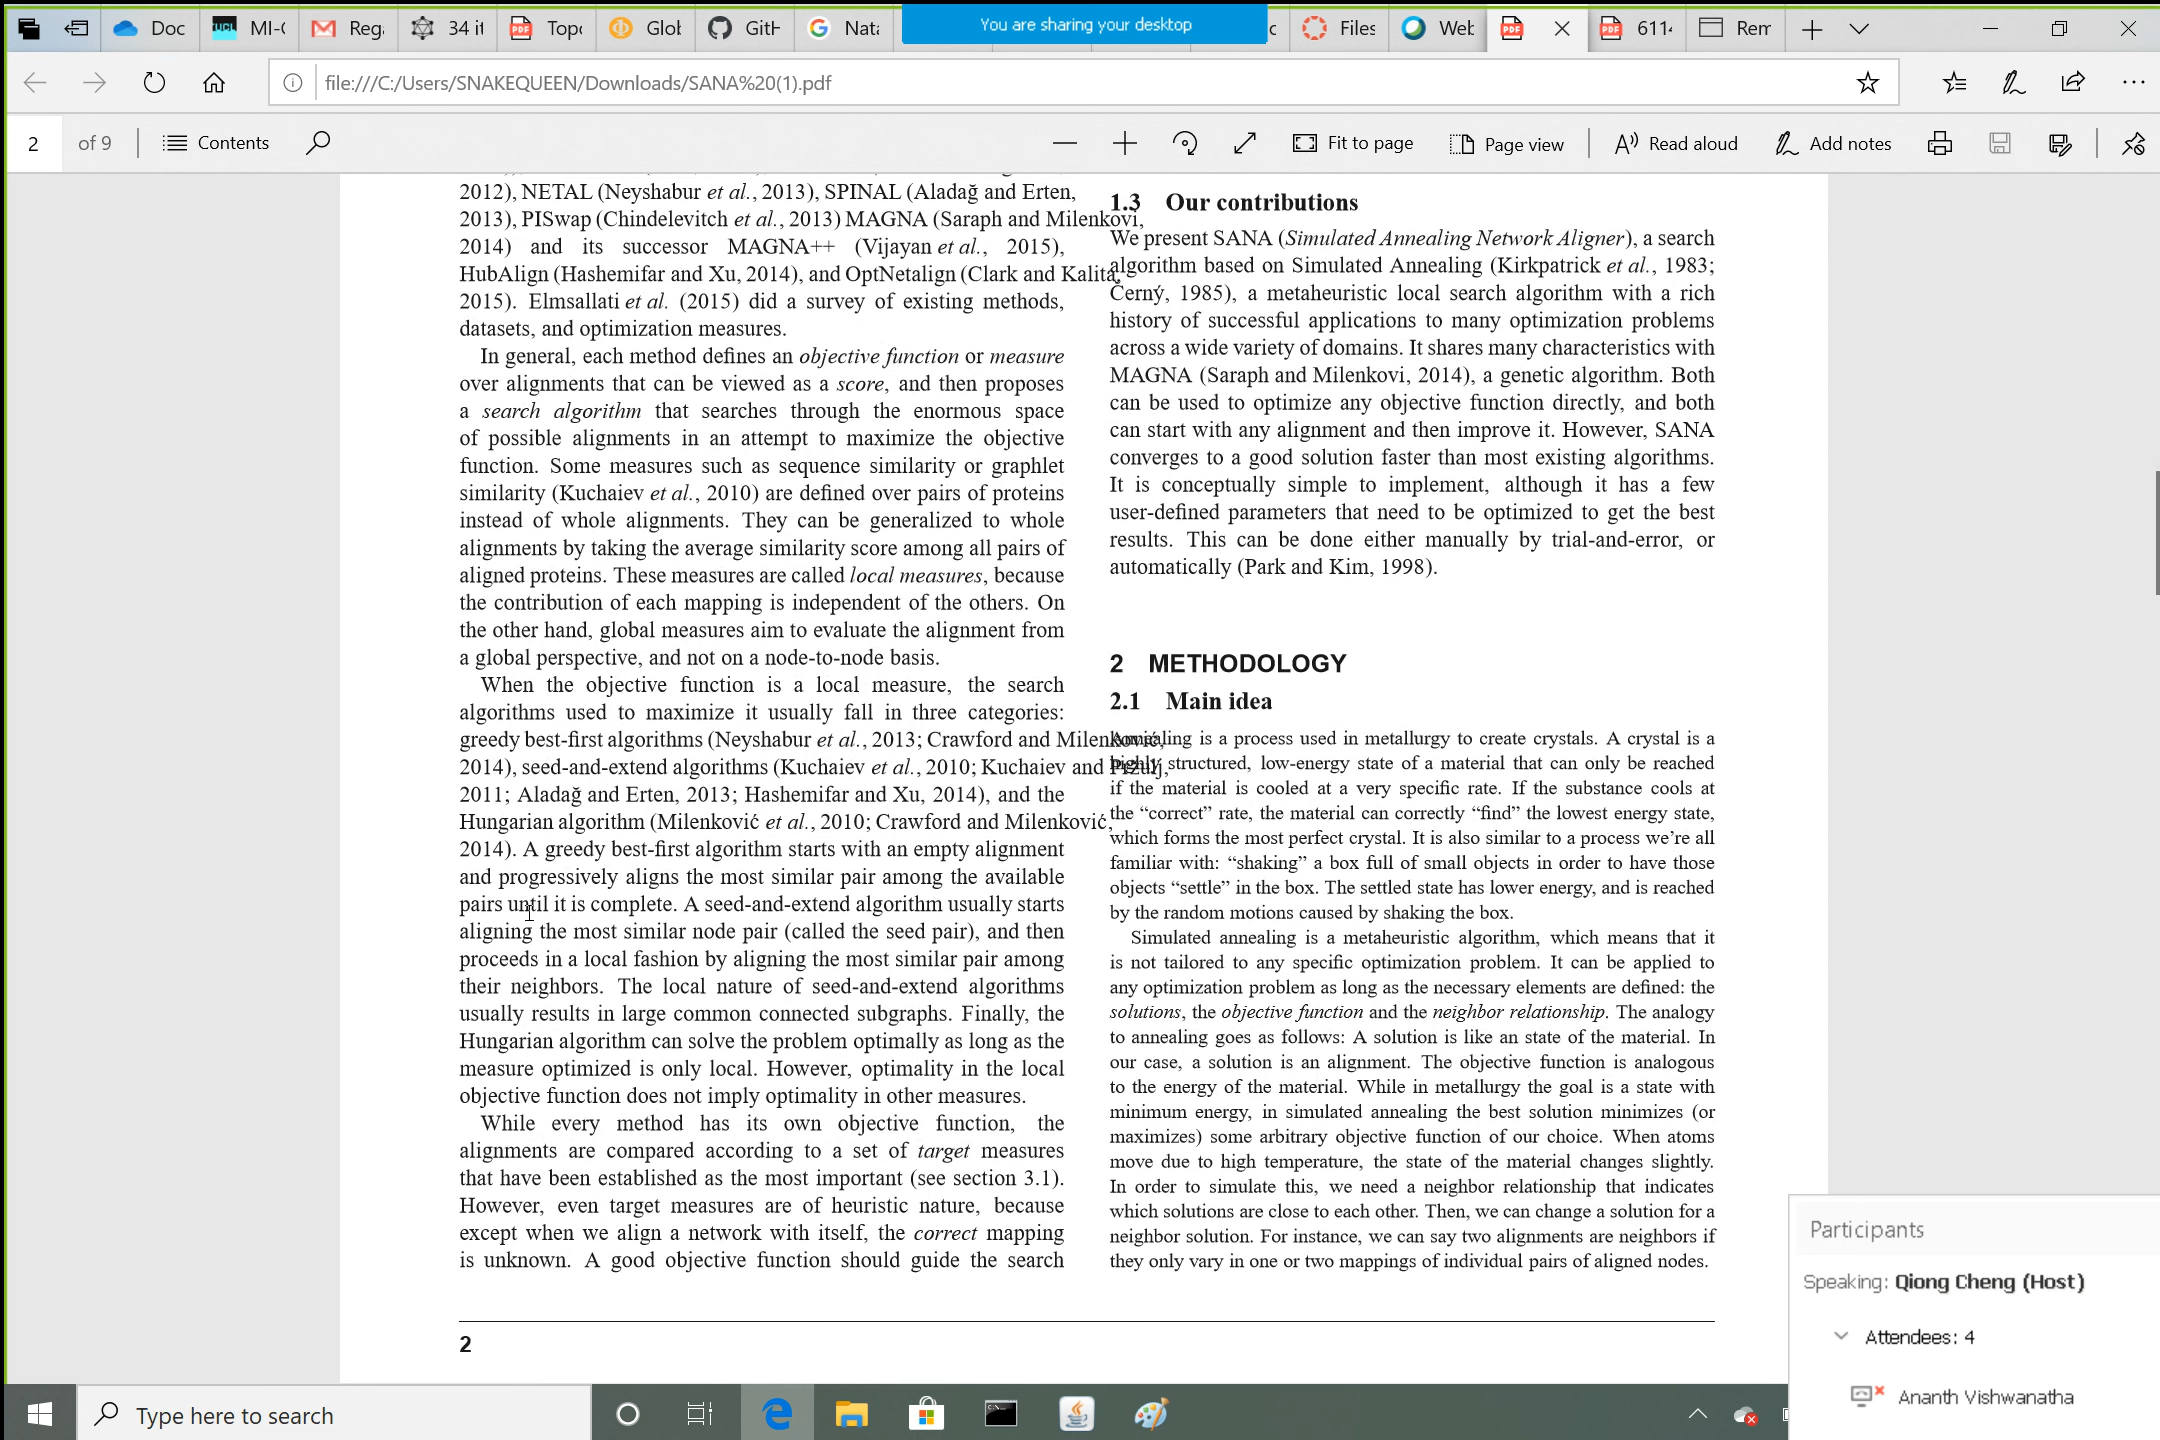 Doc
MI-(
Reg.
34 it
Topo
Glob
GitH
Nata
You are sharing your desktop
c
Files
Web
611
Rem
file:///C:/Users/SNAKEQUEEN/Downloads/SANA%20(1).pdf
2
of 9
Contents
Fit to page
Page view
Read aloud
Add notes
2012), NETAL (Neyshabur et al., 2013), SPINAL (Aladağ and Erten,
2013), PISwap (Chindelevitch et al., 2013) MAGNA (Saraph and Milenkovi,
2014) and its successor MAGNA++ (Vijayan et al., 2015),
HubAlign (Hashemifar and Xu, 2014), and OptNetalign (Clark and Kalita,
2015). Elmsallati et al. (2015) did a survey of existing methods,
datasets, and optimization measures.
In general, each method defines an objective function or measure
over alignments that can be viewed as a score, and then proposes
a search algorithm that searches through the enormous space
of possible alignments in an attempt to maximize the objective
function. Some measures such as sequence similarity or graphlet
similarity (Kuchaiev et al., 2010) are defined over pairs of proteins
instead of whole alignments. They can be generalized to whole
alignments by taking the average similarity score among all pairs of
aligned proteins. These measures are called local measures, because
the contribution of each mapping is independent of the others. On
the other hand, global measures aim to evaluate the alignment from
a global perspective, and not on a node-to-node basis.
When the objective function is a local measure, the search
algorithms used to maximize it usually fall in three categories:
greedy best-first algorithms (Neyshabur et al., 2013; Crawford and Milenković,
2014), seed-and-extend algorithms (Kuchaiev et al., 2010; Kuchaiev and Pržulj,
2011; Aladağ and Erten, 2013; Hashemifar and Xu, 2014), and the
Hungarian algorithm (Milenković et al., 2010; Crawford and Milenković,
2014). A greedy best-first algorithm starts with an empty alignment
and progressively aligns the most similar pair among the available
pairs until it is complete. A seed-and-extend algorithm usually starts
aligning the most similar node pair (called the seed pair), and then
proceeds in a local fashion by aligning the most similar pair among
their neighbors. The local nature of seed-and-extend algorithms
usually results in large common connected subgraphs. Finally, the
Hungarian algorithm can solve the problem optimally as long as the
measure optimized is only local. However, optimality in the local
objective function does not imply optimality in other measures.
While every method has its own objective function, the
alignments are compared according to a set of target measures
that have been established as the most important (see section 3.1).
However, even target measures are of heuristic nature, because
except when we align a network with itself, the correct mapping
is unknown. A good objective function should guide the search
1.3 Our contributions
We present SANA (Simulated Annealing Network Aligner), a search
algorithm based on Simulated Annealing (Kirkpatrick et al., 1983;
Černý, 1985), a metaheuristic local search algorithm with a rich
history of successful applications to many optimization problems
across a wide variety of domains. It shares many characteristics with
MAGNA (Saraph and Milenkovi, 2014), a genetic algorithm. Both
can be used to optimize any objective function directly, and both
can start with any alignment and then improve it. However, SANA
converges to a good solution faster than most existing algorithms.
It is conceptually simple to implement, although it has a few
user-defined parameters that need to be optimized to get the best
results. This can be done either manually by trial-and-error, or
automatically (Park and Kim, 1998).
2 METHODOLOGY
2.1 Main idea
Annealing is a process used in metallurgy to create crystals. A crystal is a
highly structured, low-energy state of a material that can only be reached
if the material is cooled at a very specific rate. If the substance cools at
the “correct” rate, the material can correctly “find” the lowest energy state,
which forms the most perfect crystal. It is also similar to a process we’re all
familiar with: “shaking” a box full of small objects in order to have those
objects “settle” in the box. The settled state has lower energy, and is reached
by the random motions caused by shaking the box.
Simulated annealing is a metaheuristic algorithm, which means that it
is not tailored to any specific optimization problem. It can be applied to
any optimization problem as long as the necessary elements are defined: the
solutions, the objective function and the neighbor relationship. The analogy
to annealing goes as follows: A solution is like an state of the material. In
our case, a solution is an alignment. The objective function is analogous
to the energy of the material. While in metallurgy the goal is a state with
minimum energy, in simulated annealing the best solution minimizes (or
maximizes) some arbitrary objective function of our choice. When atoms
move due to high temperature, the state of the material changes slightly.
In order to simulate this, we need a neighbor relationship that indicates
which solutions are close to each other. Then, we can change a solution for a
neighbor solution. For instance, we can say two alignments are neighbors if
they only vary in one or two mappings of individual pairs of aligned nodes.
2
Participants
Speaking: Qiong Cheng (Host)
Attendees: 4
Ananth Vishwanatha
Type here to search